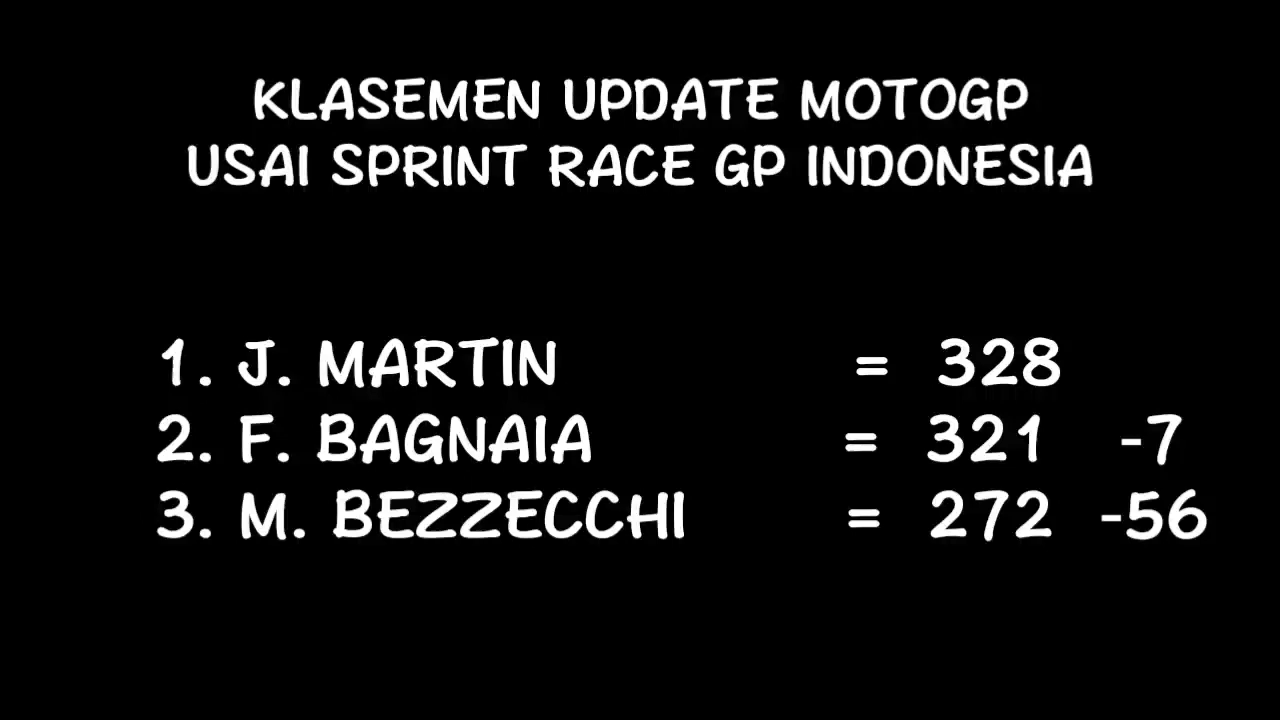 KLASEMEN UPDATE MOTOGP
USAI SPRINT RACE GP INDONESIA
1. J. MARTIN = 328
2. F. BAGNAIA = 321 -7
3. M. BEZZECCHI = 272 -56